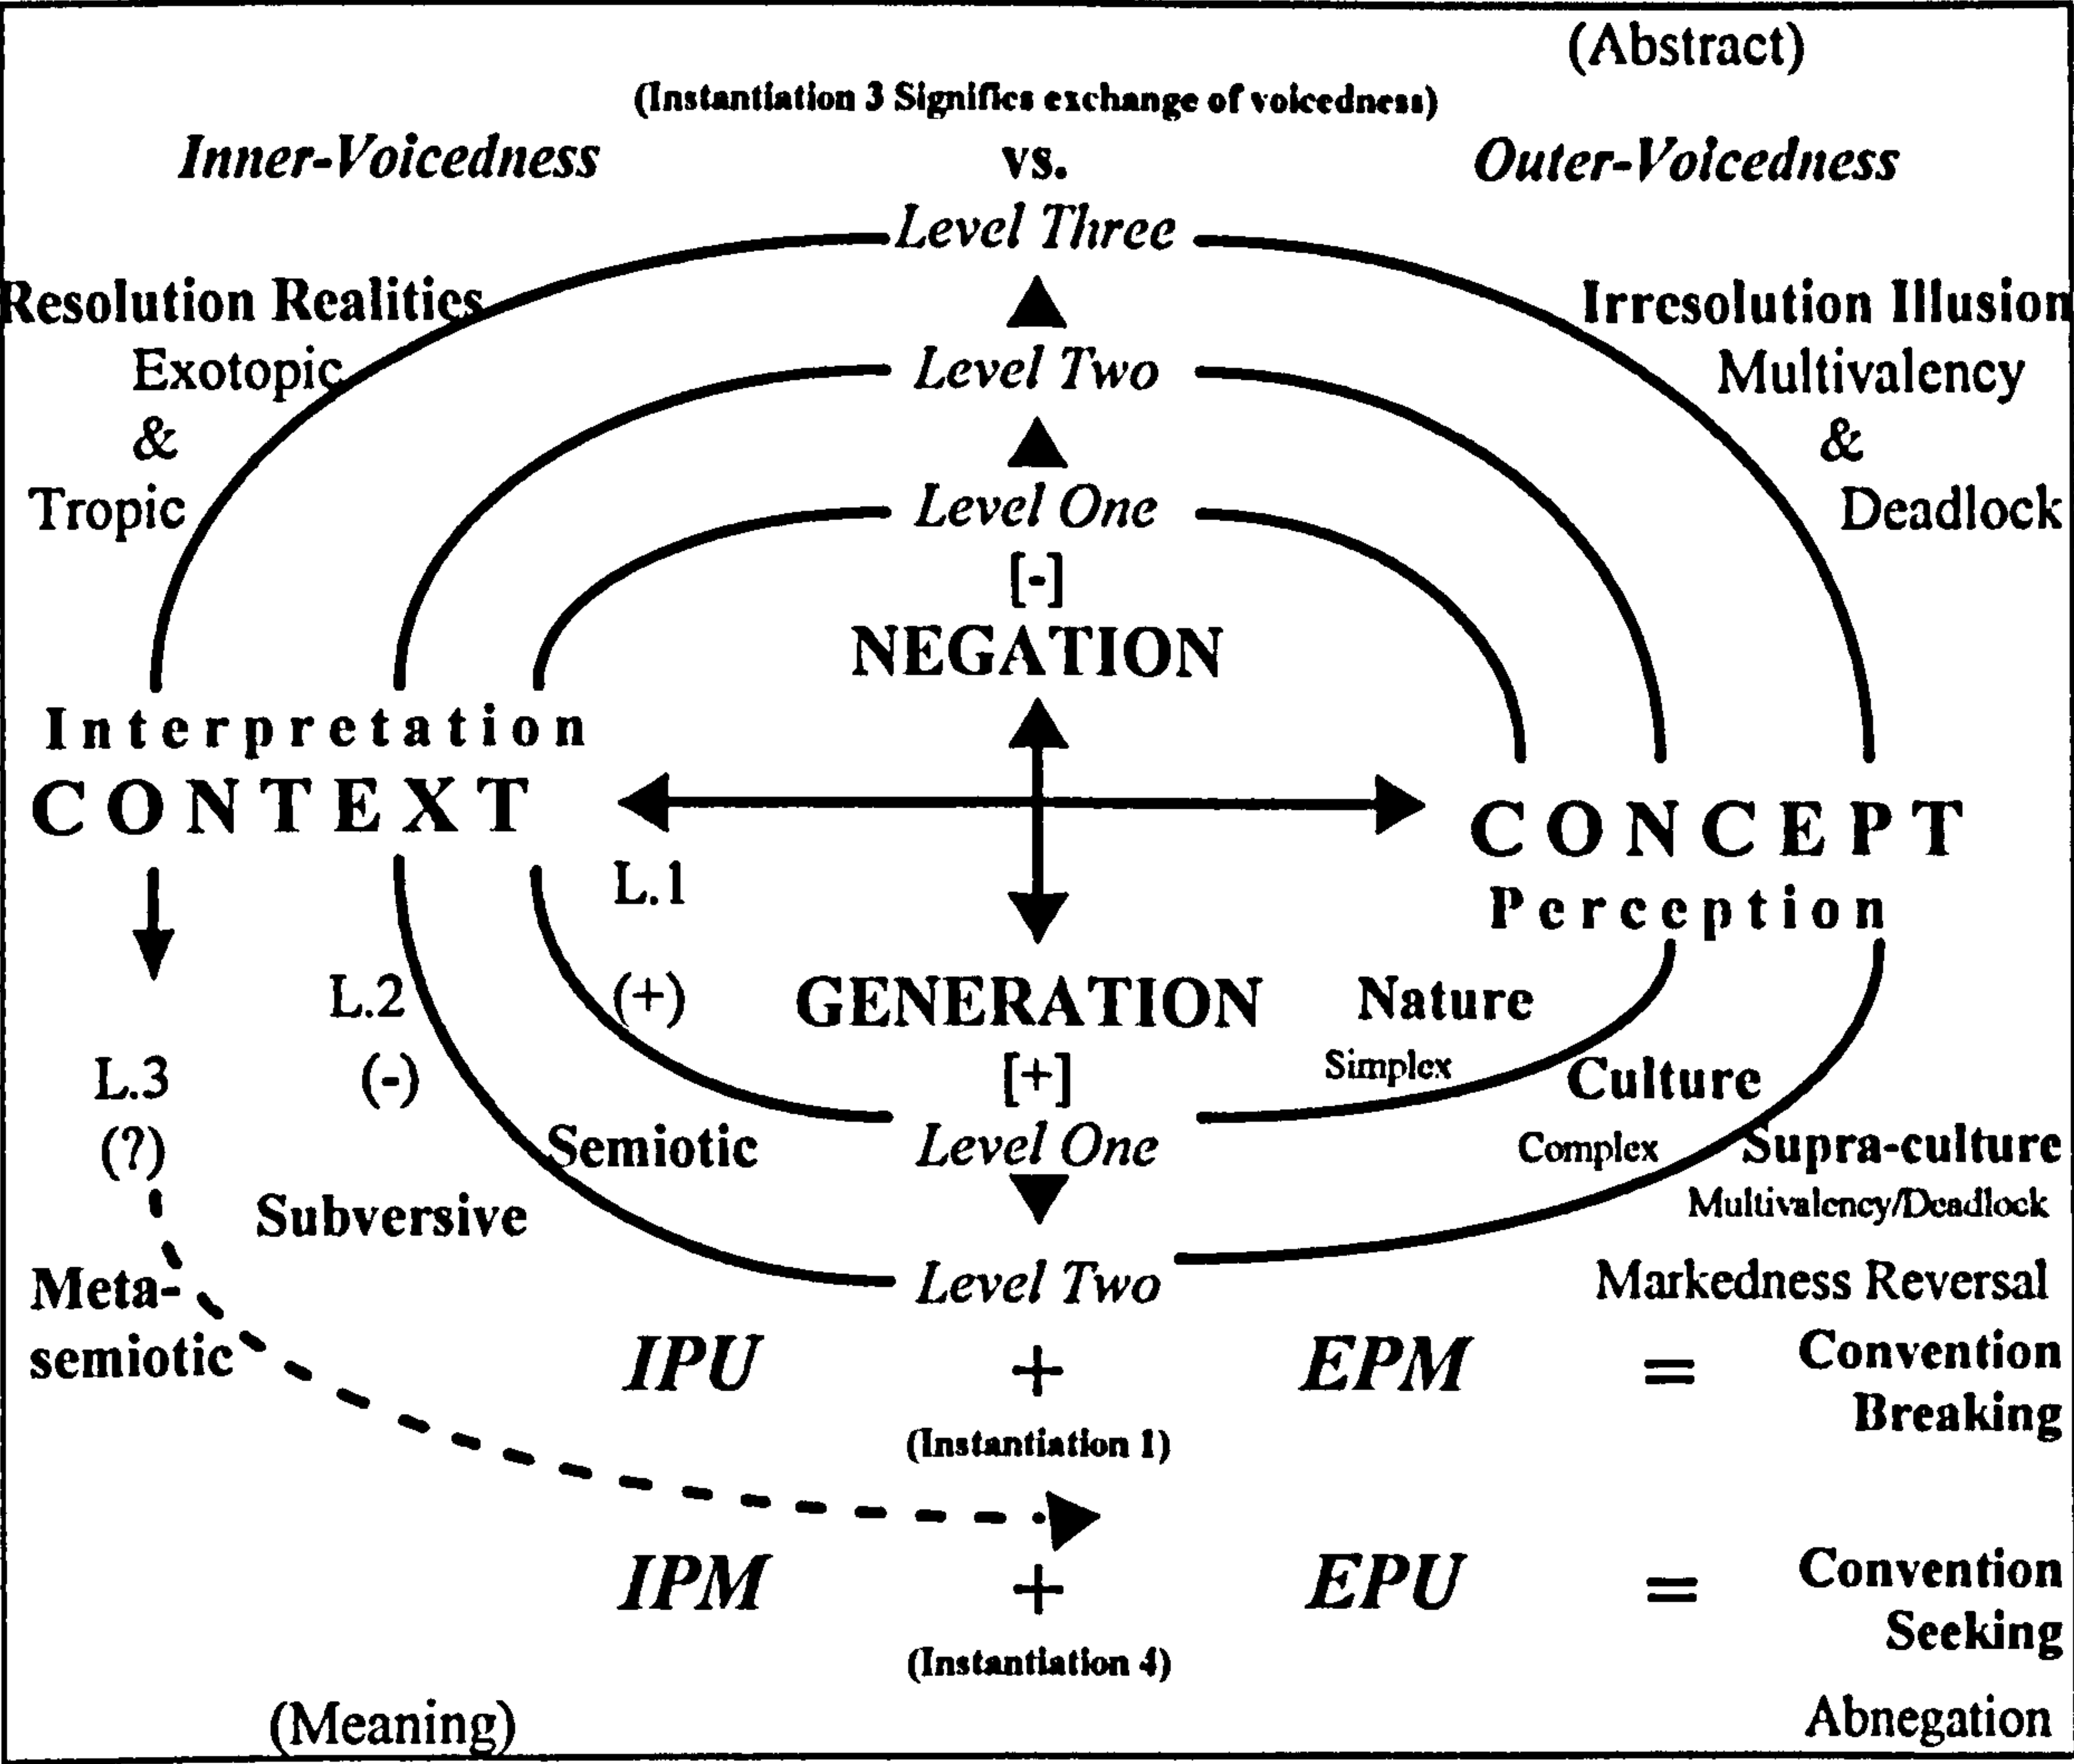 (Abstract)
(Instantiation 3 Signifies exchange of voicedness)
Inner-Voicedness vs. Outer-Voicedness
Level Three
Resolution Realities Irresolution Illusion
Exotopic Level Two Multivalency
& &
Tropic Level One Deadlock
[-]
NEGATION
Interpretation
CONTEXT CONCEPT
L.1 Perception
L.2 (+) GENERATION Nature
L.3 (-) [+] Simplex Culture
(?) Semiotic Level One Complex Supra-culture
Subversive Multivalency/Deadlock
Meta- Level Two Markedness Reversal
semiotic IPU + EPM = Convention
Breaking
(Instantiation 1)
IPM + EPU = Convention
Seeking
(Instantiation 4)
(Meaning) Abnegation